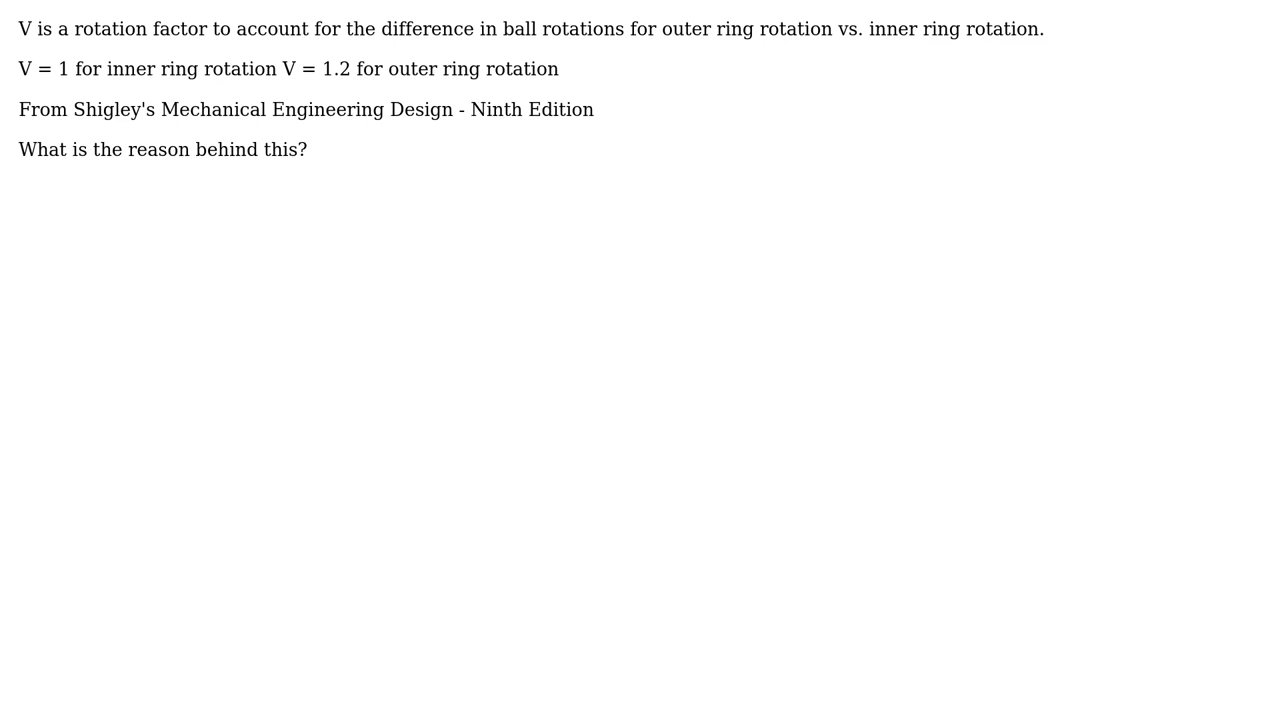 V is a rotation factor to account for the difference in ball rotations for outer ring rotation vs. inner ring rotation.
V = 1 for inner ring rotation V = 1.2 for outer ring rotation
From Shigley's Mechanical Engineering Design - Ninth Edition
What is the reason behind this?